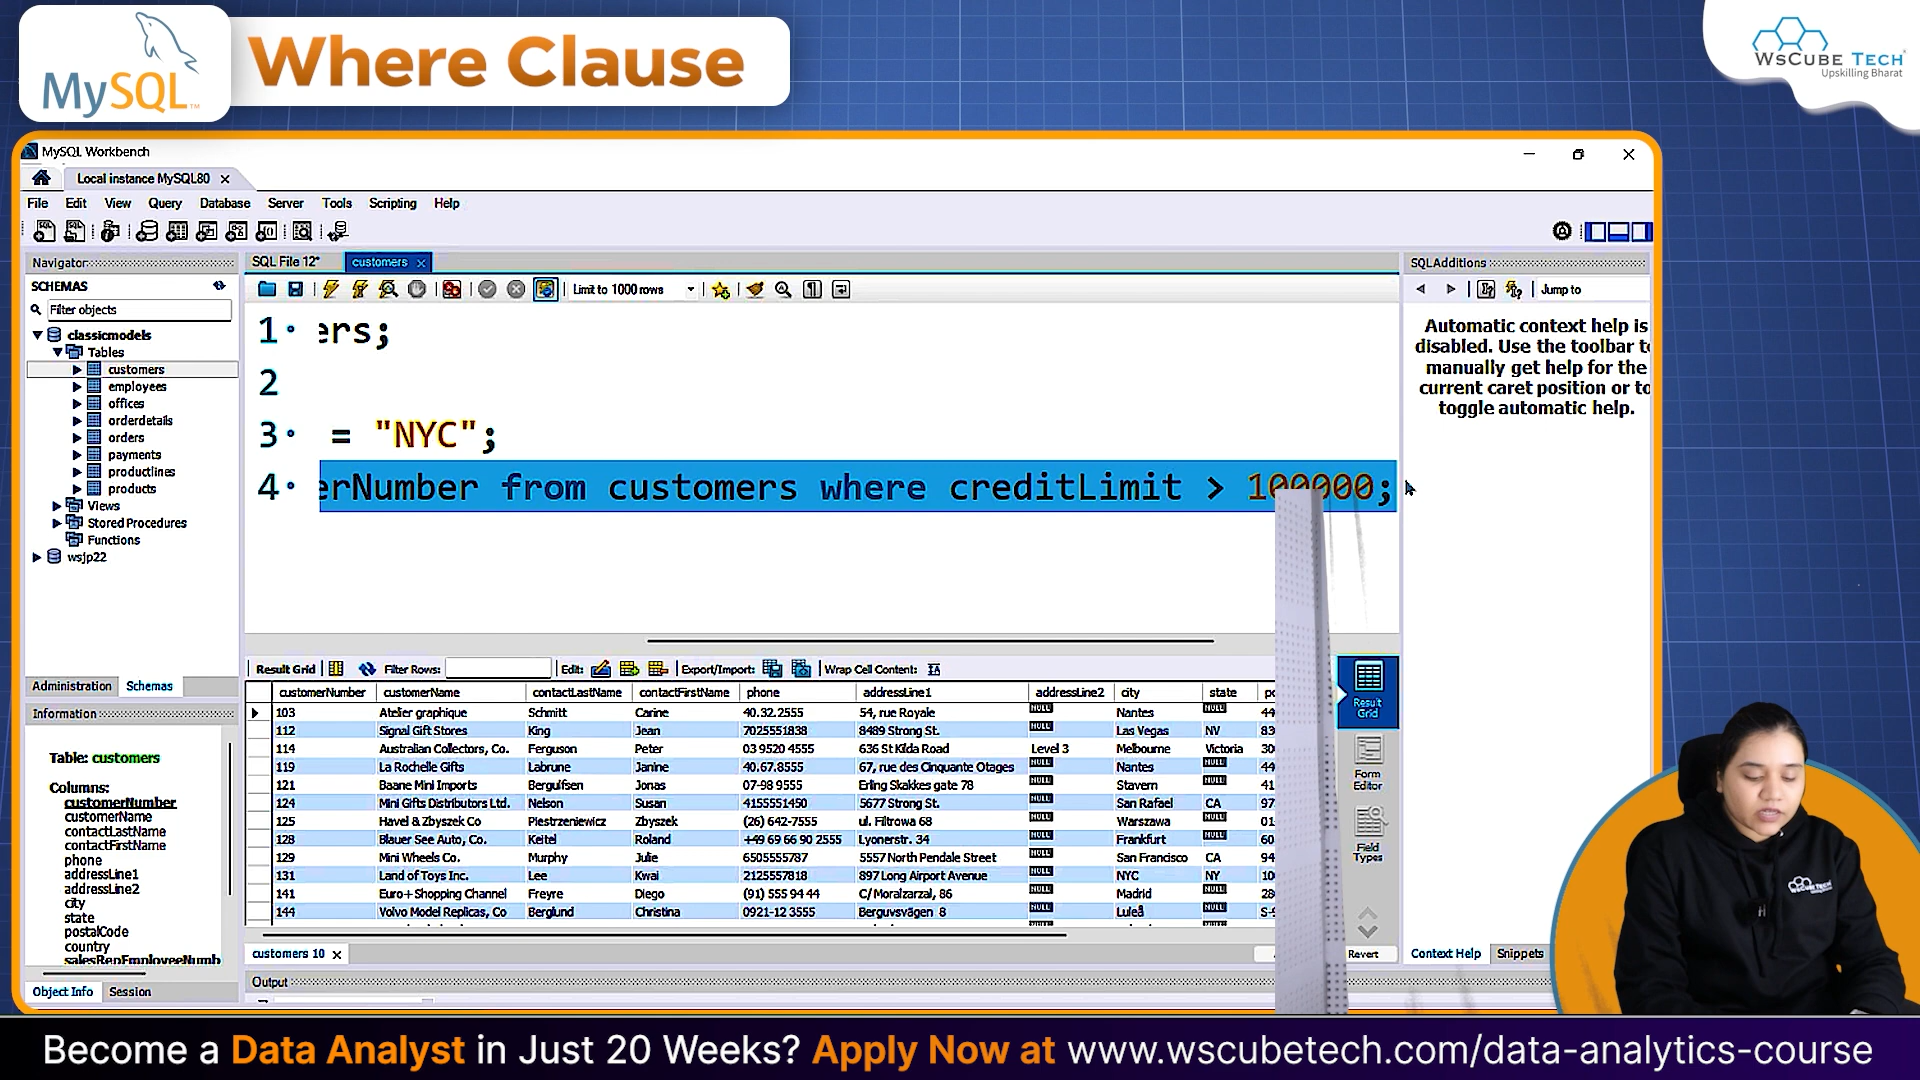 MySQL™
Where Clause
WsCube Tech
Upskilling Bharat
MySQL Workbench
Local instance MySQL80
File Edit View Query Database Server Tools Scripting Help
Navigator
SCHEMAS
Filter objects
classicmodels
Tables
customers
employees
offices
orderdetails
orders
payments
productlines
products
Views
Stored Procedures
Functions
wsjp22
Administration Schemas
Information
Table: customers
Columns:
customerNumber
customerName
contactLastName
contactFirstName
phone
addressLine1
addressLine2
city
state
postalCode
country
salesRepEmployeeNumb
Object Info Session
SQL File 12* customers
Limit to 1000 rows
1 ers;
2
3 = "NYC";
4 erNumber from customers where creditLimit > 100000;
Result Grid Filter Rows: Edit: Export/Import: Wrap Cell Content:
customerNumber customerName contactLastName contactFirstName phone addressLine1 addressLine2 city state po
103 Atelier graphique Schmitt Carine 40.32.2555 54, rue Royale NULL Nantes NULL 44
112 Signal Gift Stores King Jean 7025551838 8489 Strong St. NULL Las Vegas NV 83
114 Australian Collectors, Co. Ferguson Peter 03 9520 4555 636 St Kilda Road Level 3 Melbourne Victoria 30
119 La Rochelle Gifts Labrune Janine 40.67.8555 67, rue des Cinquante Otages NULL Nantes NULL 44
121 Baane Mini Imports Bergulfsen Jonas 07-98 9555 Erling Skakkes gate 78 NULL Stavern NULL 41
124 Mini Gifts Distributors Ltd. Nelson Susan 4155551450 5677 Strong St. NULL San Rafael CA 97
125 Havel & Zbyszek Co Piestrzeniewicz Zbyszek (26) 642-7555 ul. Filtrowa 68 NULL Warszawa NULL 01
128 Blauer See Auto, Co. Keitel Roland +49 69 66 90 2555 Lyonerstr. 34 NULL Frankfurt NULL 60
129 Mini Wheels Co. Murphy Julie 6505555787 5557 North Pendale Street NULL San Francisco CA 94
131 Land of Toys Inc. Lee Kwai 2125557818 897 Long Airport Avenue NULL NYC NY 10
141 Euro+ Shopping Channel Freyre Diego (91) 555 94 44 C/ Moralzarzal, 86 NULL Madrid NULL 28
144 Volvo Model Replicas, Co Berglund Christina 0921-12 3555 Berguvsvägen 8 NULL Luleå NULL S-9
customers 10
Revert
Output
Result
Grid
Form
Editor
Field
Types
SQLAdditions
Jump to
Automatic context help is
disabled. Use the toolbar to
manually get help for the
current caret position or to
toggle automatic help.
Context Help Snippets
WsCube Tech
Become a Data Analyst in Just 20 Weeks? Apply Now at www.wscubetech.com/data-analytics-course